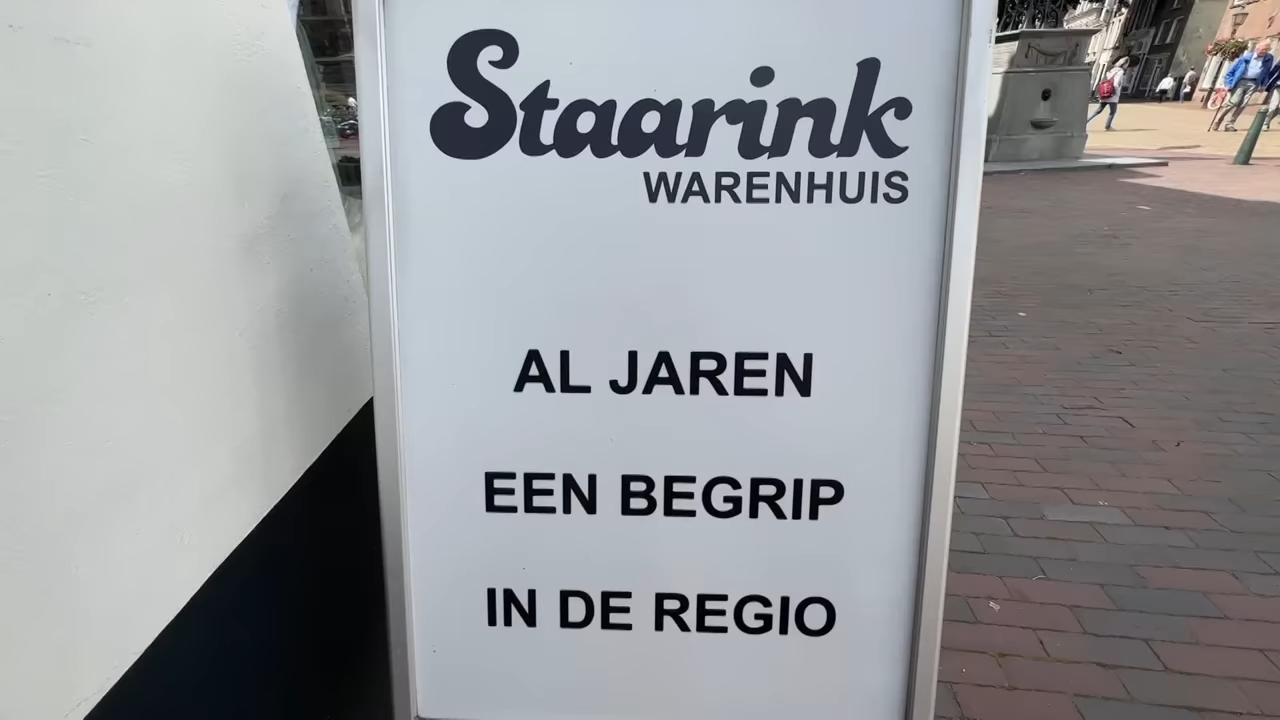 Staarink
WARENHUIS
AL JAREN
EEN BEGRIP
IN DE REGIO